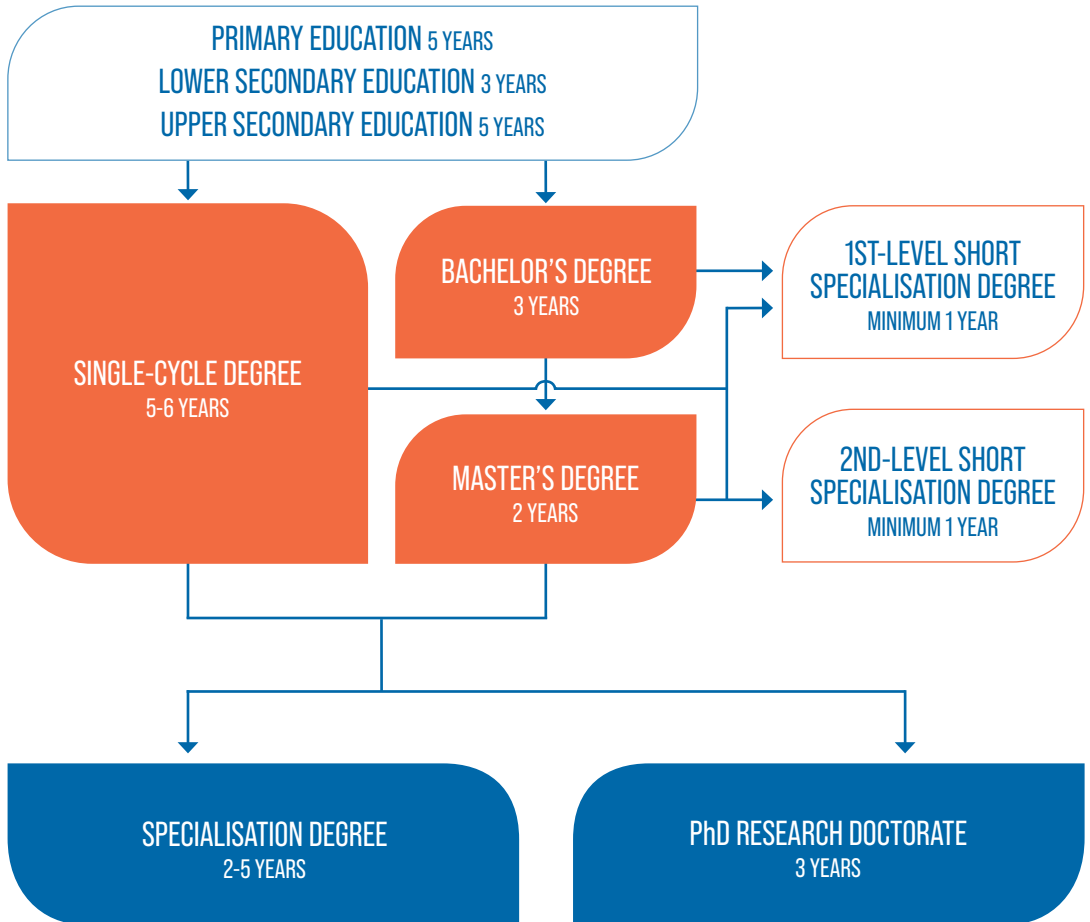 PRIMARY EDUCATION 5 YEARS
LOWER SECONDARY EDUCATION 3 YEARS
UPPER SECONDARY EDUCATION 5 YEARS
SINGLE-CYCLE DEGREE
5-6 YEARS
BACHELOR'S DEGREE
3 YEARS
1ST-LEVEL SHORT
SPECIALISATION DEGREE
MINIMUM 1 YEAR
MASTER'S DEGREE
2 YEARS
2ND-LEVEL SHORT
SPECIALISATION DEGREE
MINIMUM 1 YEAR
SPECIALISATION DEGREE
2-5 YEARS
PhD RESEARCH DOCTORATE
3 YEARS